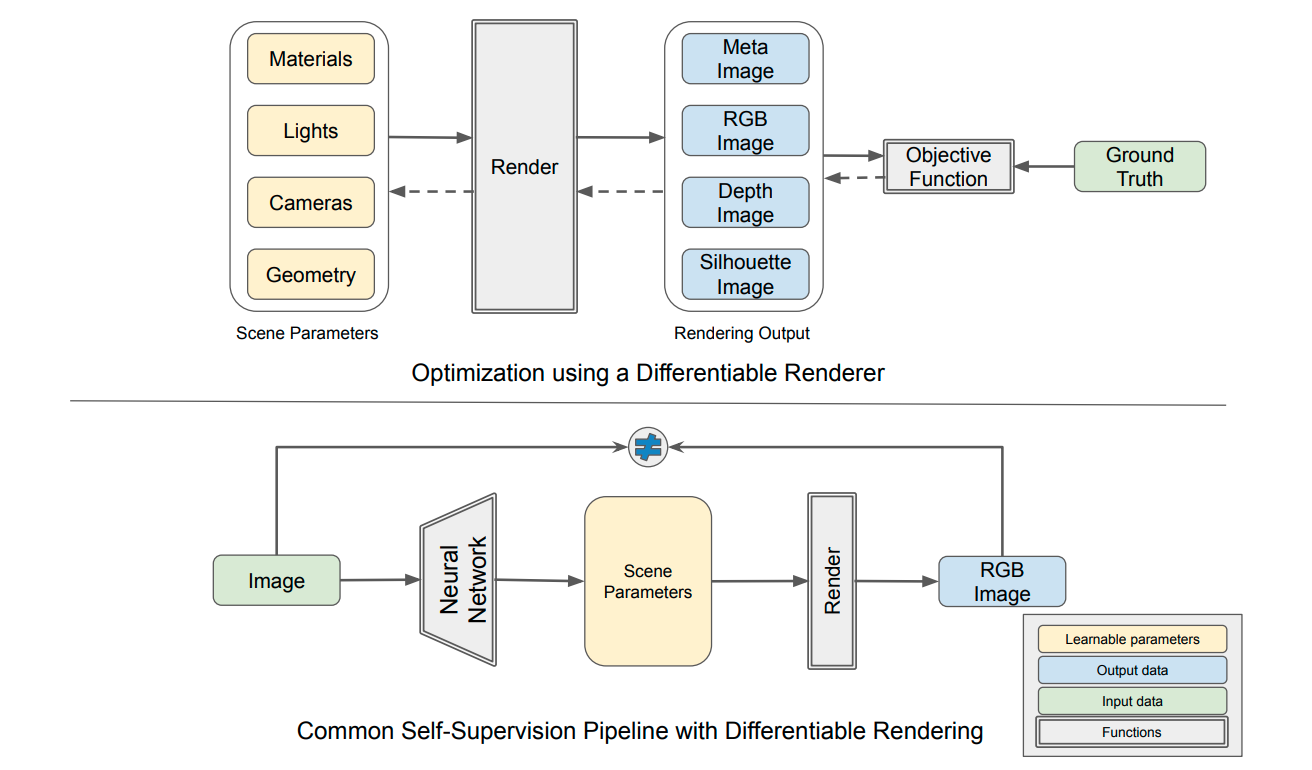 Materials
Lights
Cameras
Geometry
Scene Parameters
Render
Meta
Image
RGB
Image
Depth
Image
Silhouette
Image
Rendering Output
Objective
Function
Ground
Truth
Optimization using a Differentiable Renderer
Image
Neural
Network
Scene
Parameters
Render
RGB
Image
Learnable parameters
Output data
Input data
Functions
Common Self-Supervision Pipeline with Differentiable Rendering